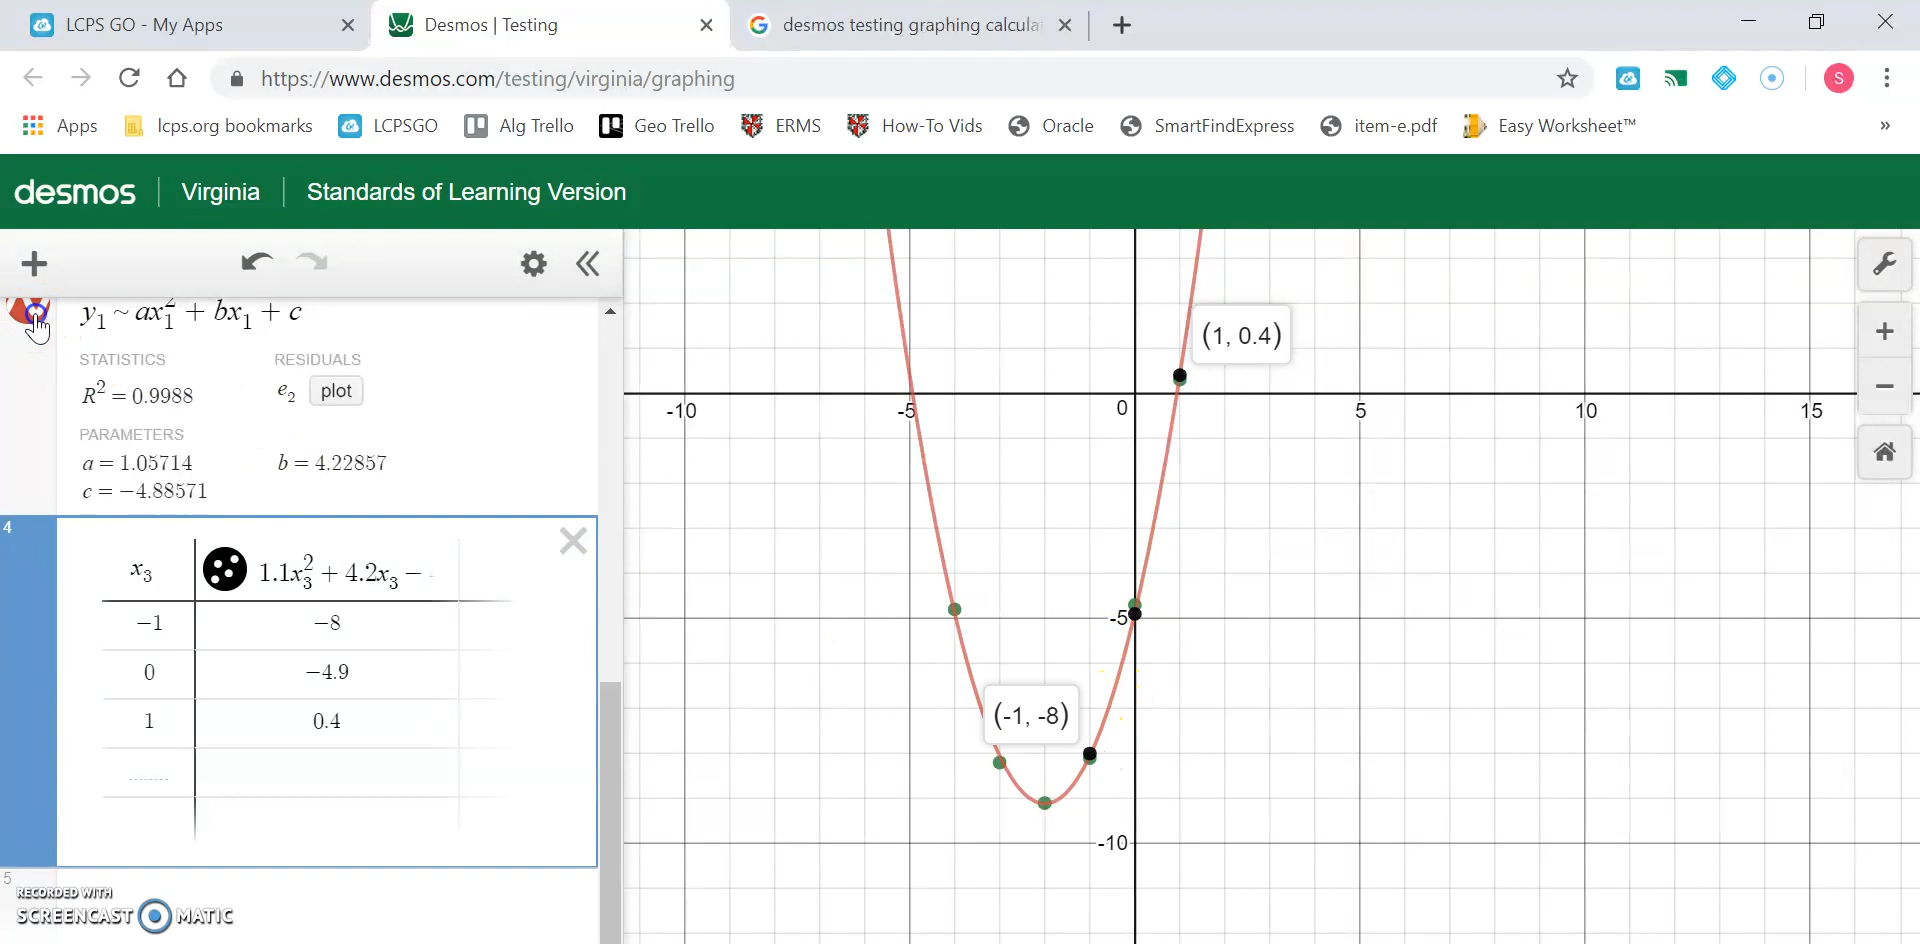 LCPS GO - My Apps
Desmos | Testing
desmos testing graphing calcula
https://www.desmos.com/testing/virginia/graphing
S
Apps
lcps.org bookmarks
LCPSGO
Alg Trello
Geo Trello
ERMS
How-To Vids
Oracle
SmartFindExpress
item-e.pdf
Easy Worksheet™
»
desmos
Virginia
Standards of Learning Version
y₁ ~ ax₁² + bx₁ + c
STATISTICS
RESIDUALS
R² = 0.9988
e₂ plot
PARAMETERS
a = 1.05714
b = 4.22857
c = −4.88571
4
x₃
1.1x₃² + 4.2x₃ −
−1
−8
0
−4.9
1
0.4
5
RECORDED WITH
SCREENCAST MATIC
(1, 0.4)
-10
-5
0
5
10
15
-5
(-1, -8)
-10